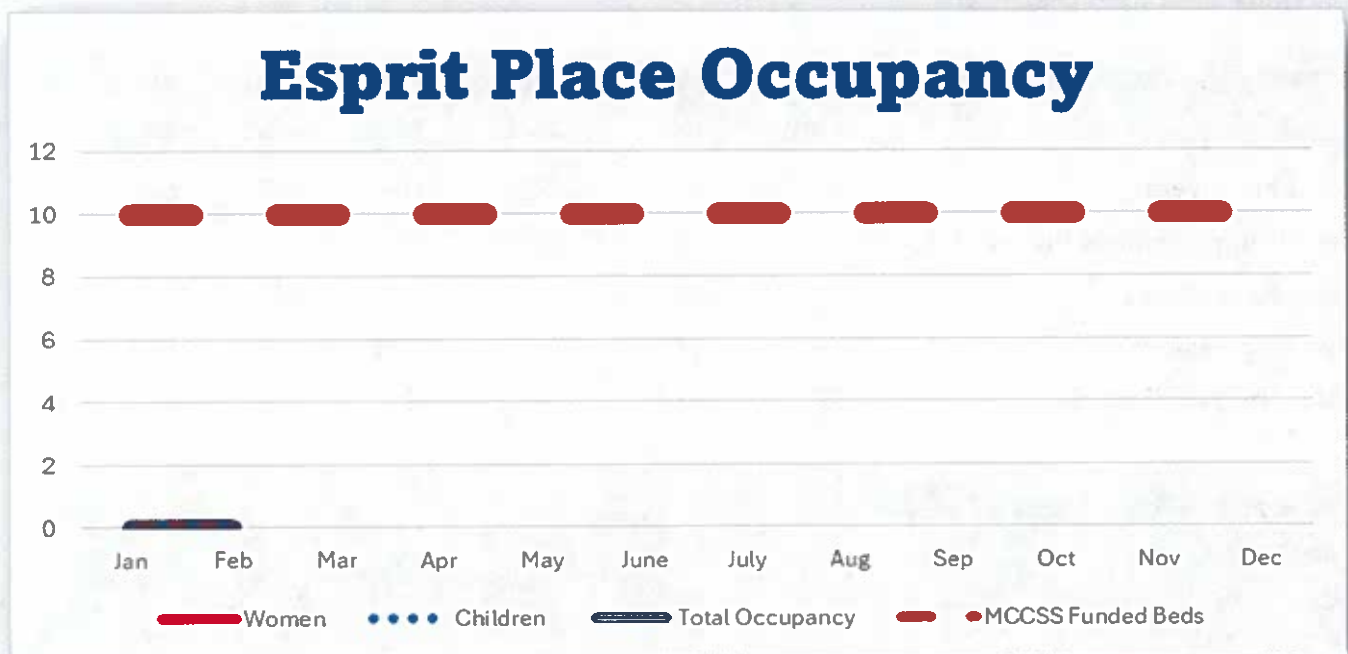 Esprit Place Occupancy
12
10
8
6
4
2
0
Jan Feb Mar Apr May June July Aug Sep Oct Nov Dec
Women Children Total Occupancy MCCSS Funded Beds